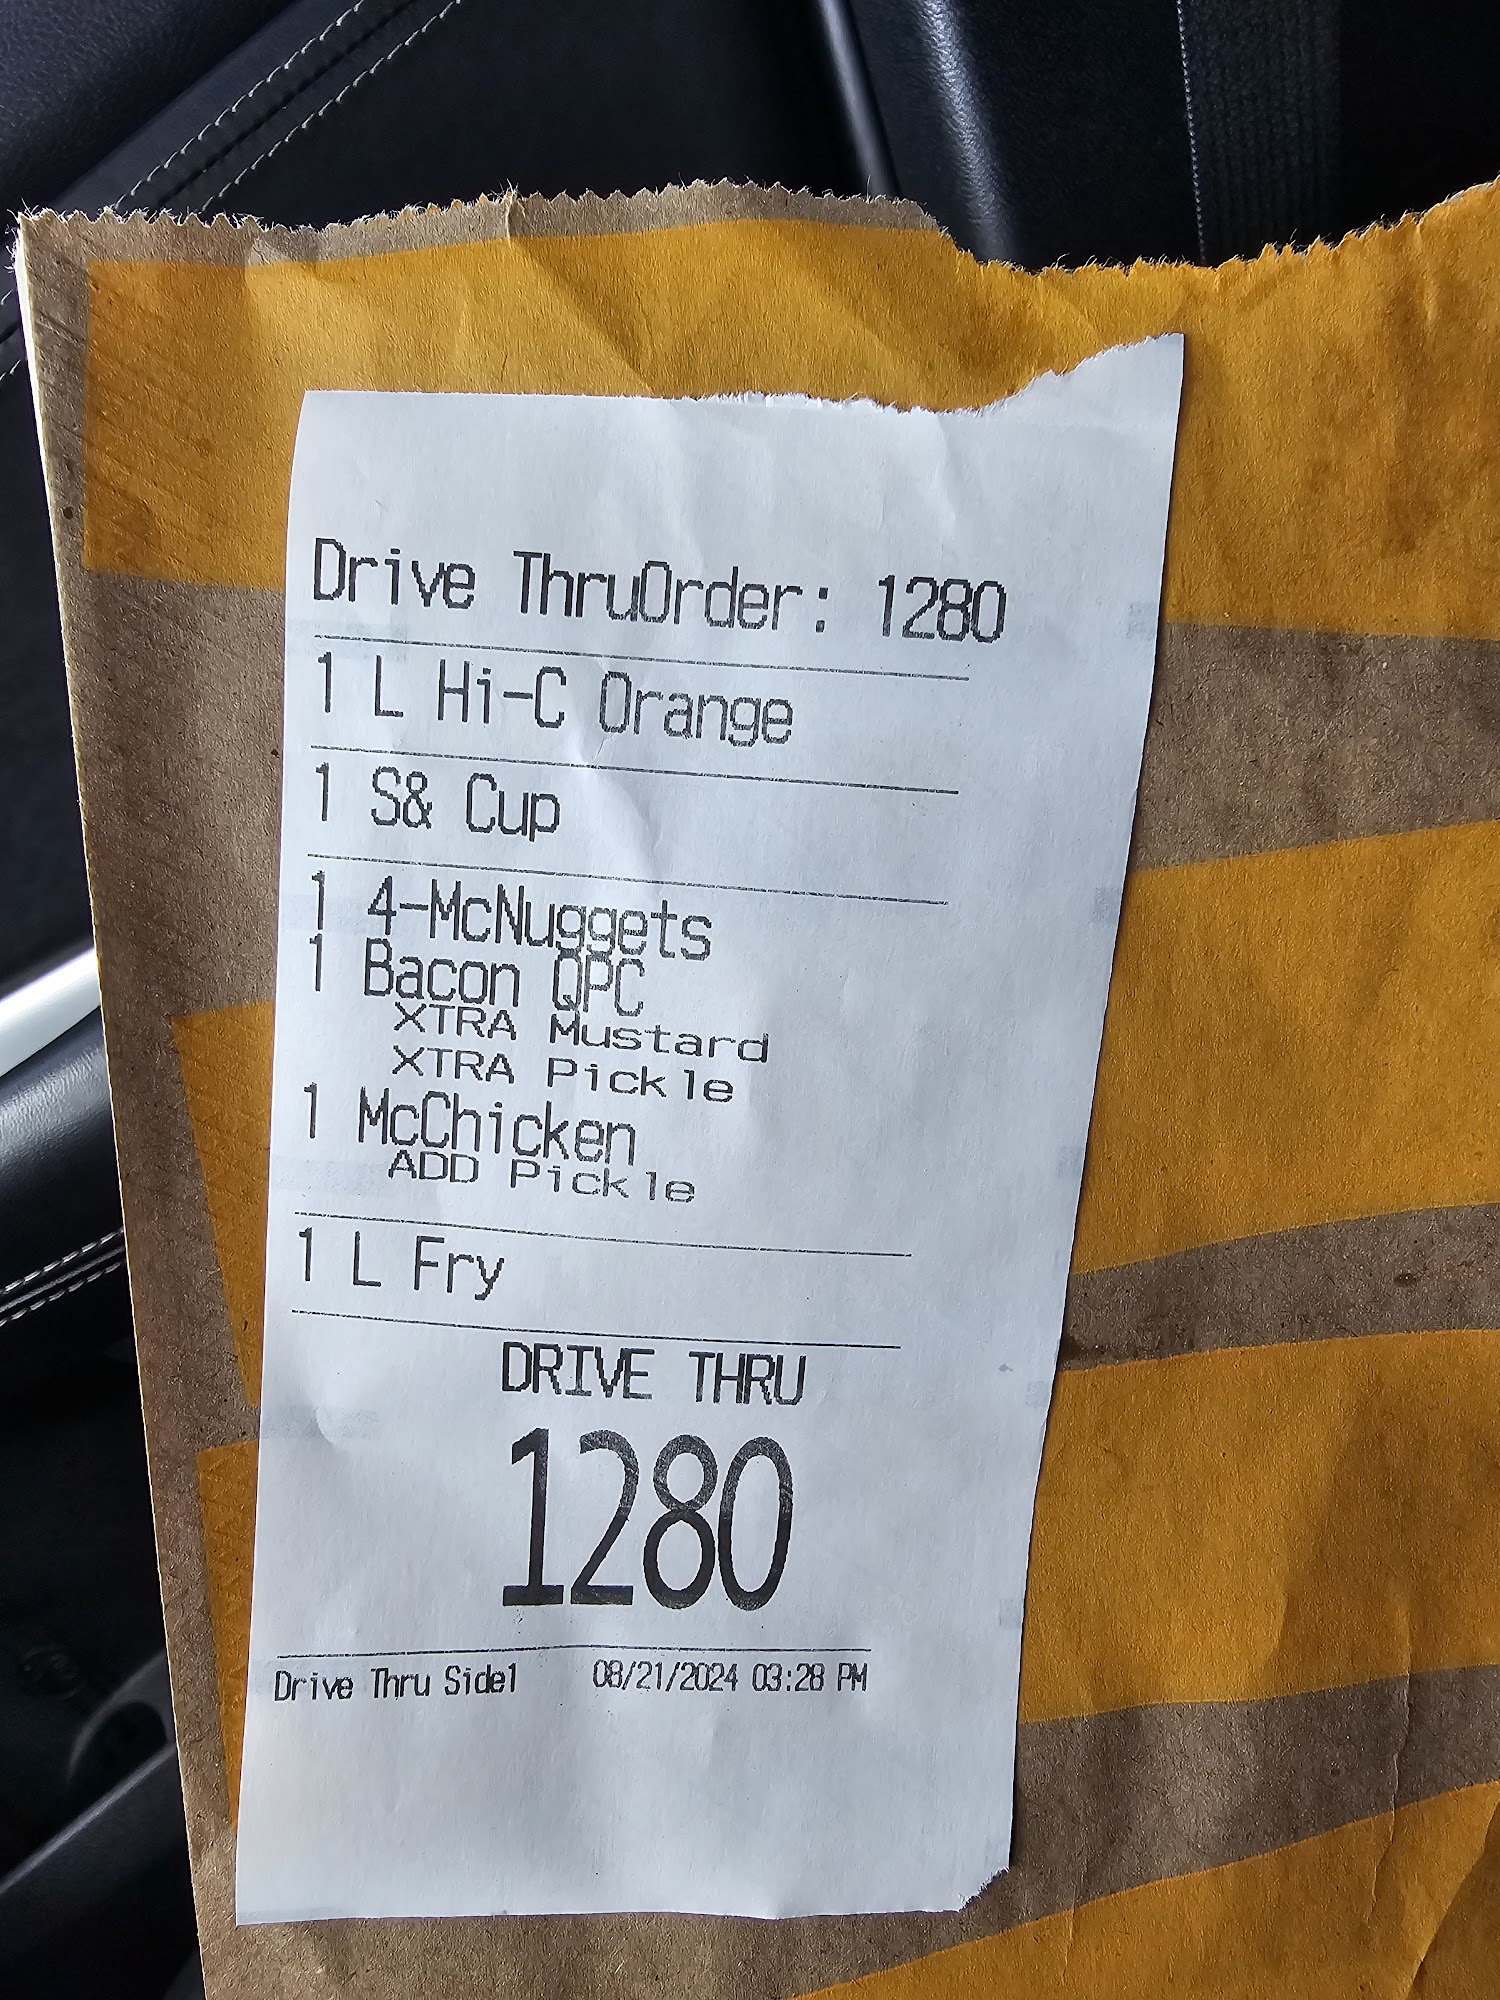 Drive ThruOrder: 1280
1 L Hi-C Orange
1 S& Cup
1 4-McNuggets
1 Bacon QPC
XTRA Mustard
XTRA Pickle
1 McChicken
ADD Pickle
1 L Fry
DRIVE THRU
1280
Drive Thru Side1 08/21/2024 03:28 PM